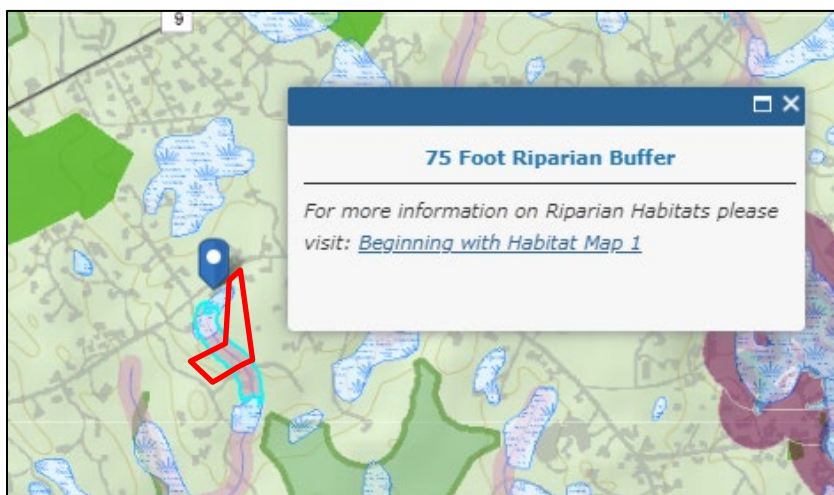 9
75 Foot Riparian Buffer
For more information on Riparian Habitats please
visit: Beginning with Habitat Map 1